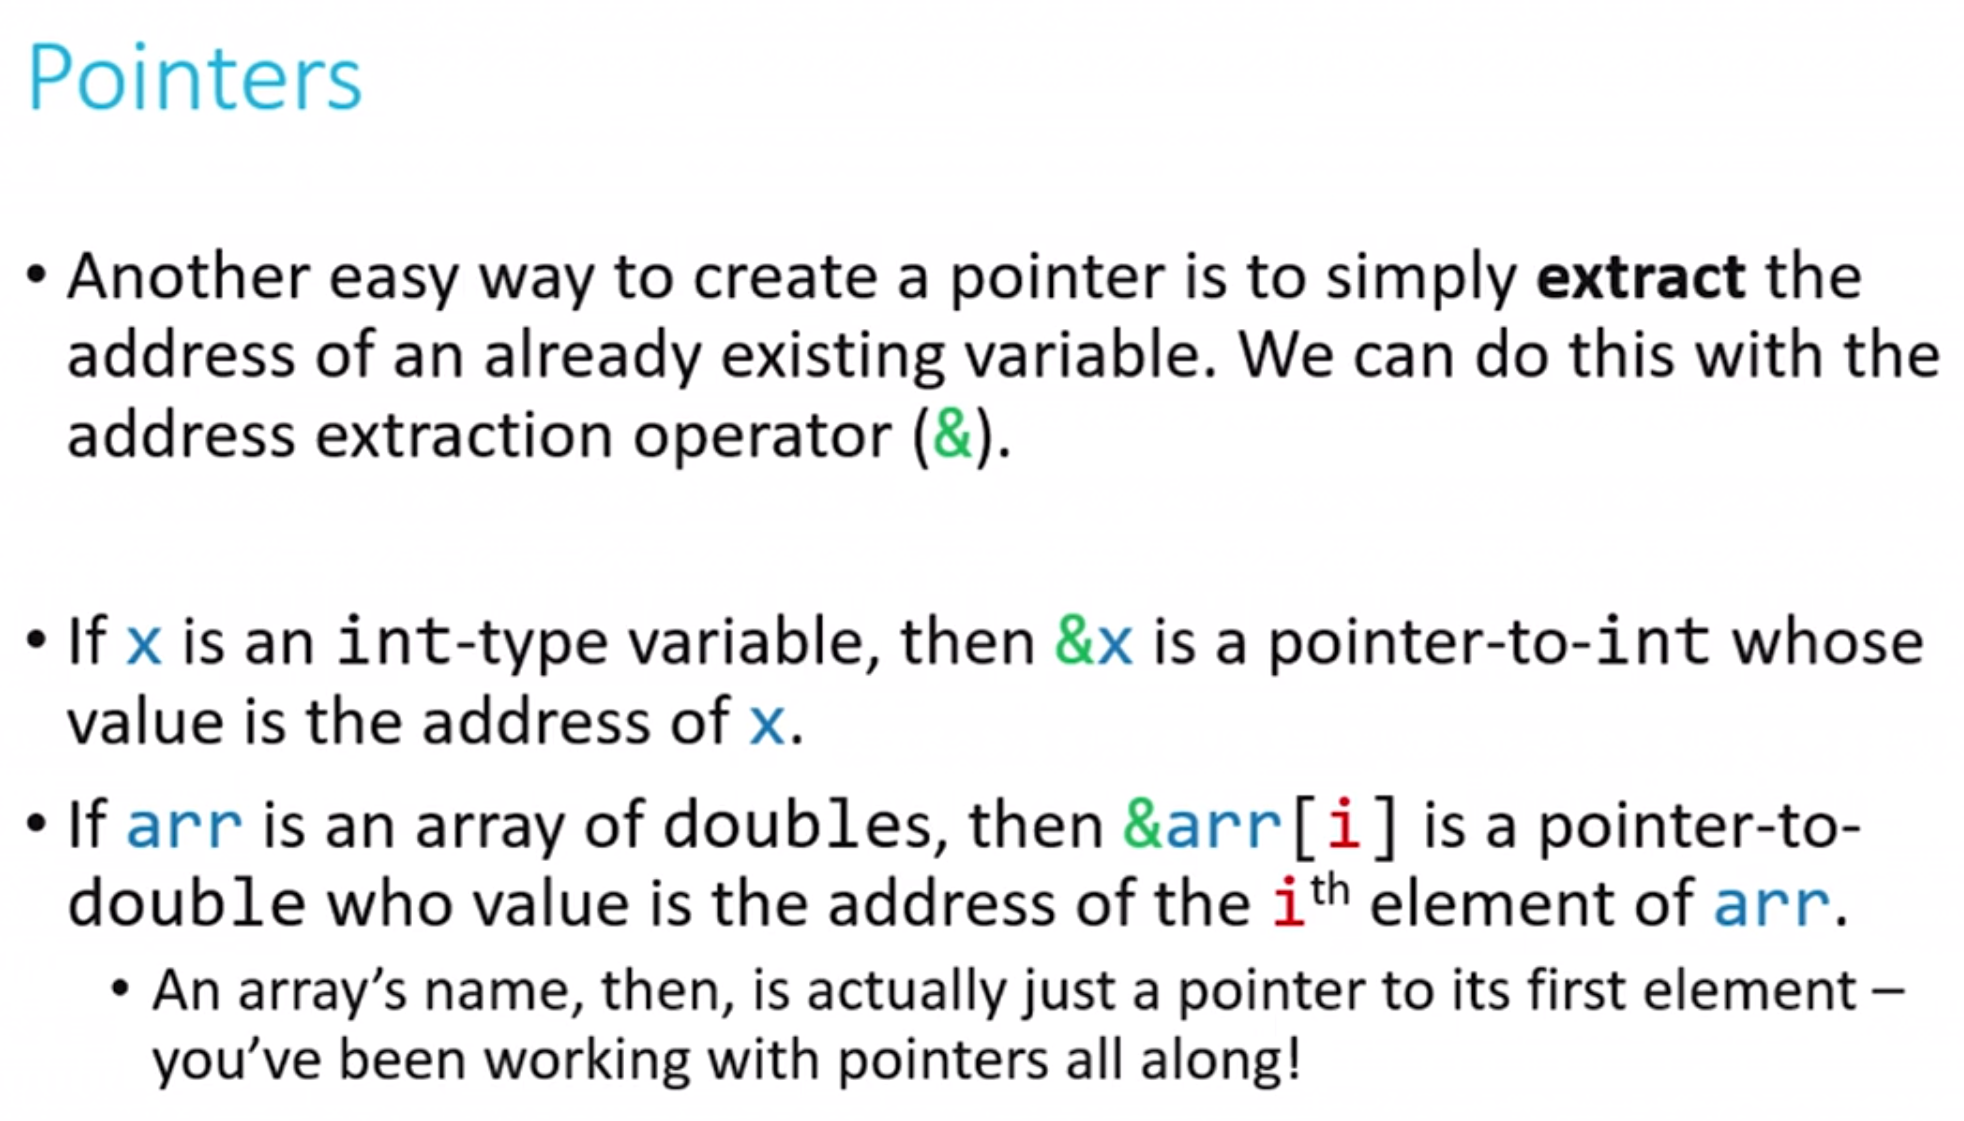 Pointers
• Another easy way to create a pointer is to simply extract the
address of an already existing variable. We can do this with the
address extraction operator (&).
• If x is an int-type variable, then &x is a pointer-to-int whose
value is the address of x.
• If arr is an array of doubles, then &arr[i] is a pointer-to-
double who value is the address of the ith element of arr.
• An array’s name, then, is actually just a pointer to its first element –
you’ve been working with pointers all along!